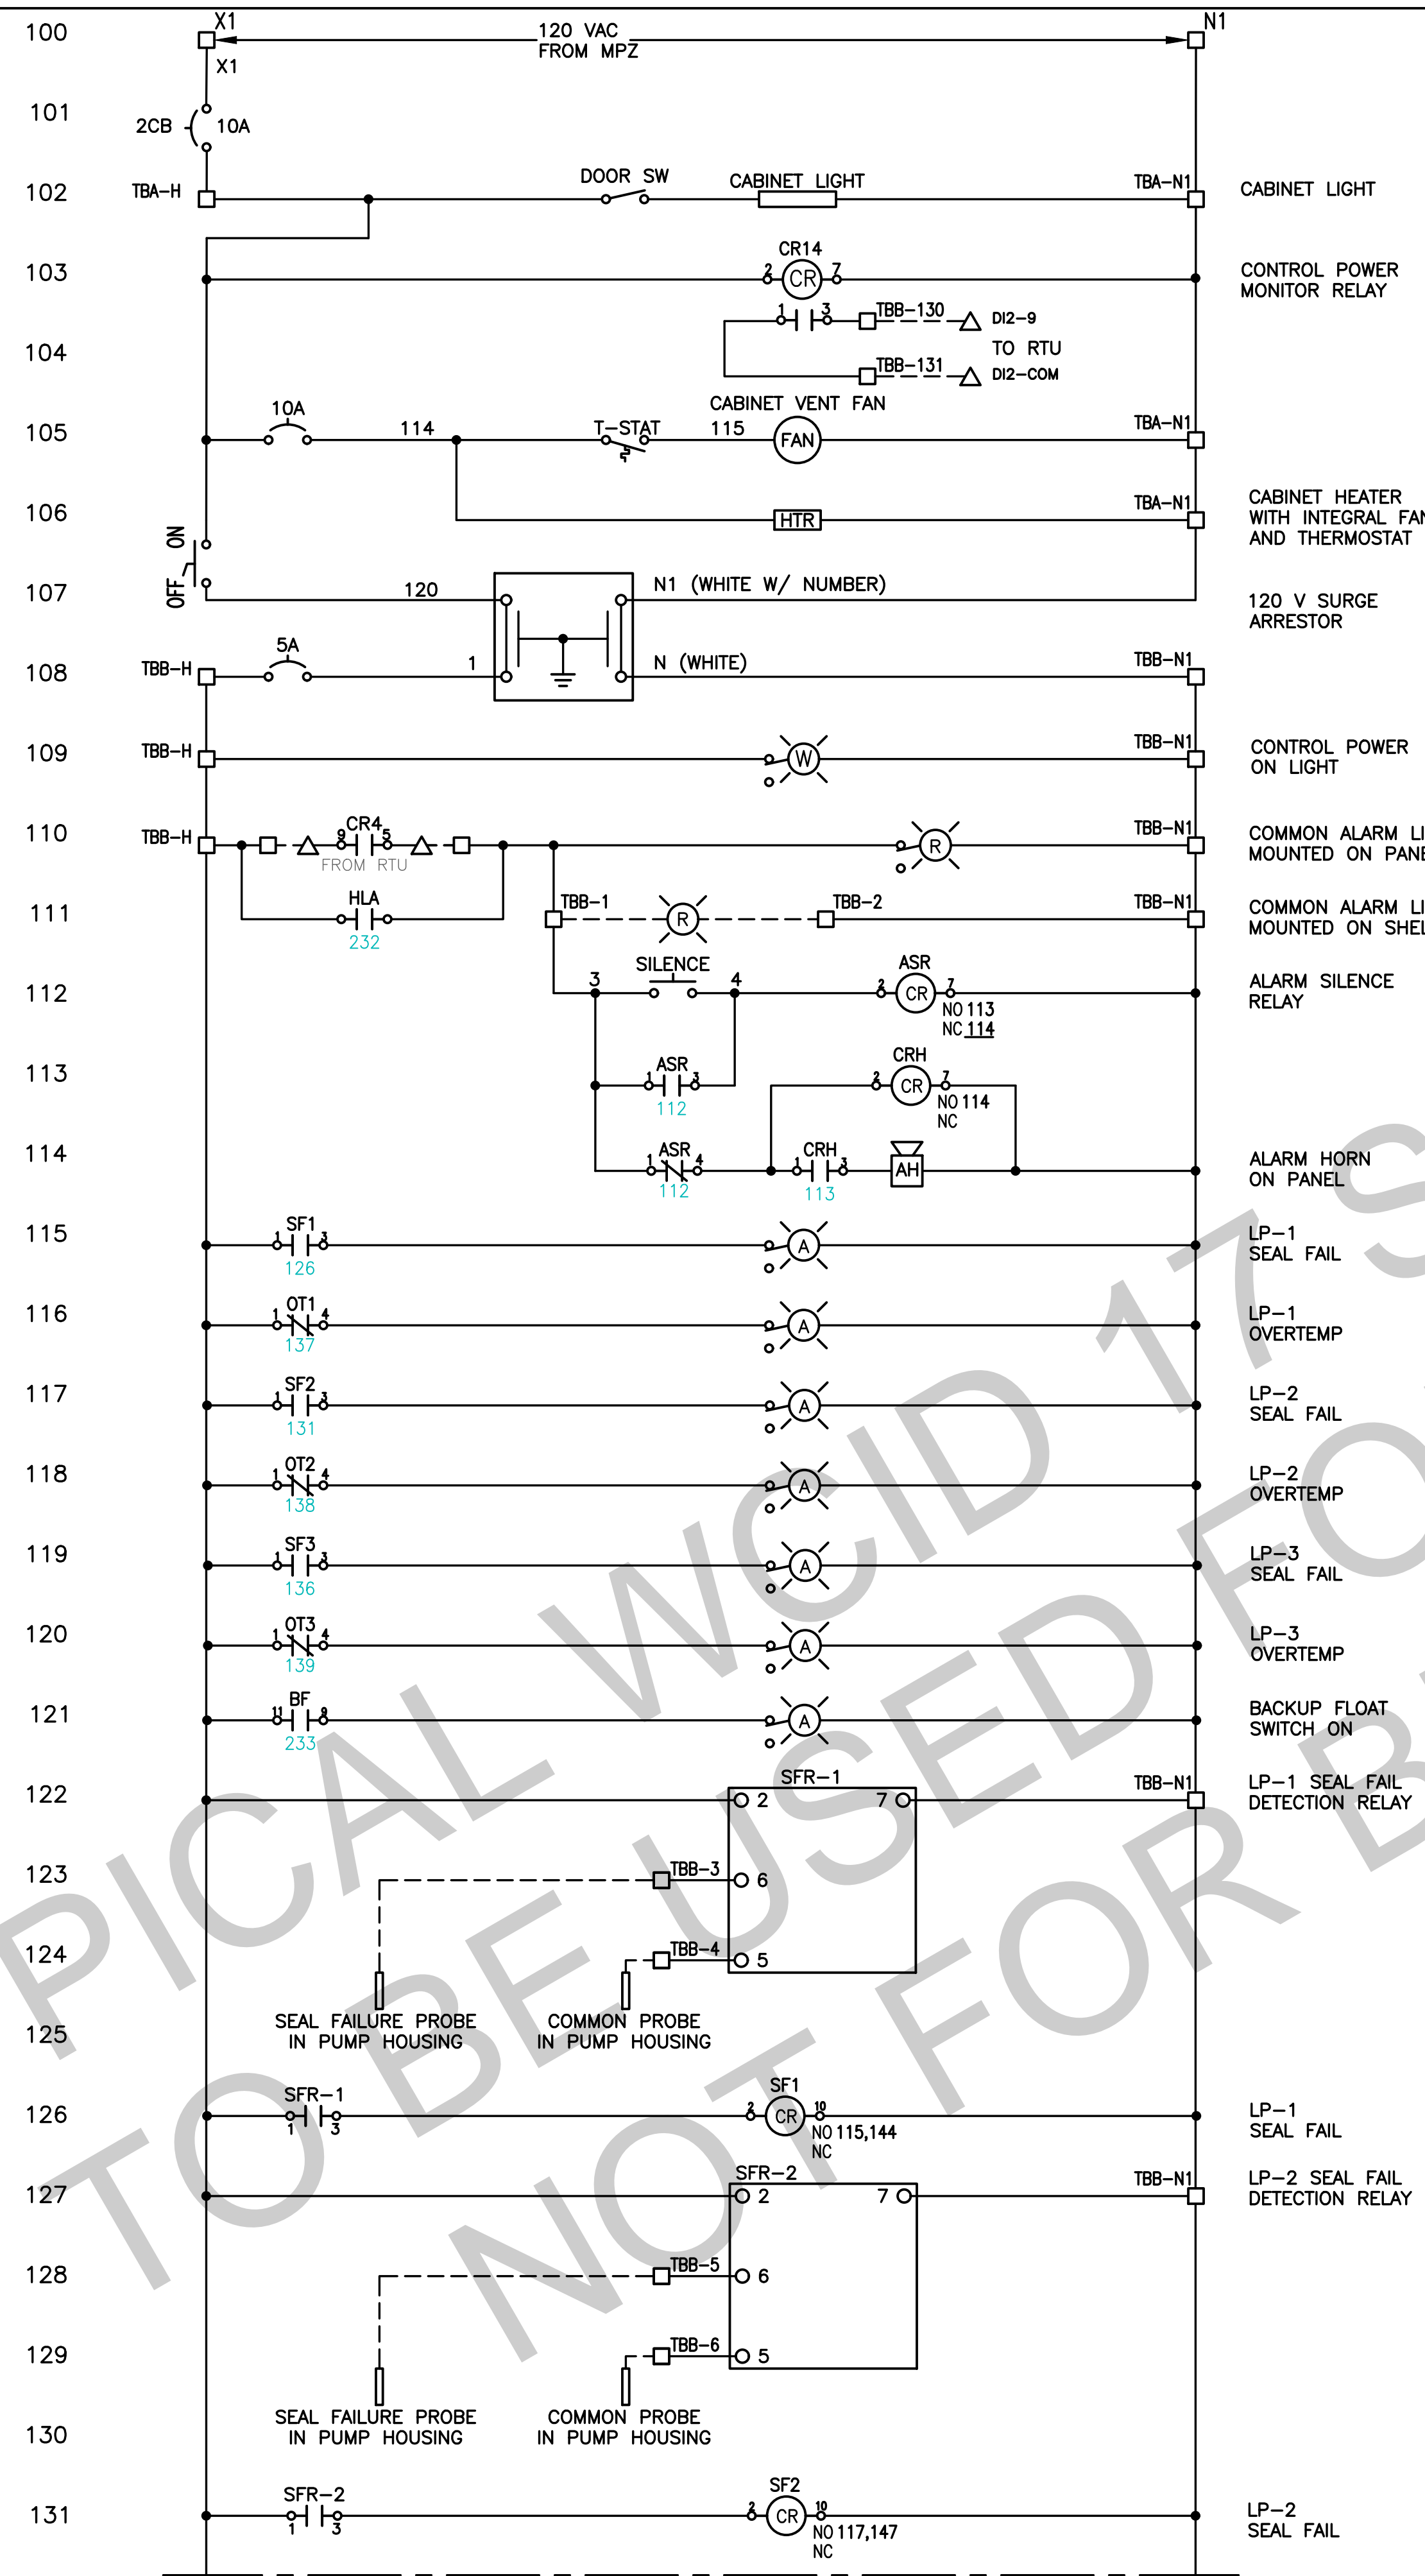 100
X1
120 VAC
FROM MPZ
N1
X1
101
2CB
10A
102
TBA-H
DOOR SW
CABINET LIGHT
TBA-N1
CABINET LIGHT
103
CR14
2
CR
7
CONTROL POWER
MONITOR RELAY
1
3
TBB-130
DI2-9
104
TO RTU
TBB-131
DI2-COM
CABINET VENT FAN
105
10A
114
T-STAT
115
FAN
TBA-N1
106
HTR
TBA-N1
CABINET HEATER
WITH INTEGRAL FAN
AND THERMOSTAT
OFF ON
107
120
N1 (WHITE W/ NUMBER)
120 V SURGE
ARRESTOR
108
TBB-H
5A
1
N (WHITE)
TBB-N1
109
TBB-H
W
TBB-N1
CONTROL POWER
ON LIGHT
110
TBB-H
CR4
9
5
FROM RTU
R
TBB-N1
COMMON ALARM LI
MOUNTED ON PANE
111
HLA
232
TBB-1
R
TBB-2
TBB-N1
COMMON ALARM LI
MOUNTED ON SHEL
112
3
SILENCE
4
ASR
2
CR
7
NO 113
NC 114
ALARM SILENCE
RELAY
113
ASR
1
3
112
CRH
2
CR
7
NO 114
NC
114
ASR
1
4
112
CRH
1
3
113
AH
ALARM HORN
ON PANEL
115
SF1
1
3
126
A
LP-1
SEAL FAIL
116
OT1
1
4
137
A
LP-1
OVERTEMP
117
SF2
1
3
131
A
LP-2
SEAL FAIL
118
OT2
1
4
138
A
LP-2
OVERTEMP
119
SF3
1
3
136
A
LP-3
SEAL FAIL
120
OT3
1
4
139
A
LP-3
OVERTEMP
121
BF
11
9
233
A
BACKUP FLOAT
SWITCH ON
122
SFR-1
2
7
TBB-N1
LP-1 SEAL FAIL
DETECTION RELAY
123
TBB-3
6
124
TBB-4
5
125
SEAL FAILURE PROBE
IN PUMP HOUSING
COMMON PROBE
IN PUMP HOUSING
126
SFR-1
1
3
SF1
2
CR
10
NO 115,144
NC
LP-1
SEAL FAIL
127
SFR-2
2
7
TBB-N1
LP-2 SEAL FAIL
DETECTION RELAY
128
TBB-5
6
129
TBB-6
5
130
SEAL FAILURE PROBE
IN PUMP HOUSING
COMMON PROBE
IN PUMP HOUSING
131
SFR-2
1
3
SF2
2
CR
10
NO 117,147
NC
LP-2
SEAL FAIL
PICAL WCID 17 S
TO BE USED FO
NOT FOR B